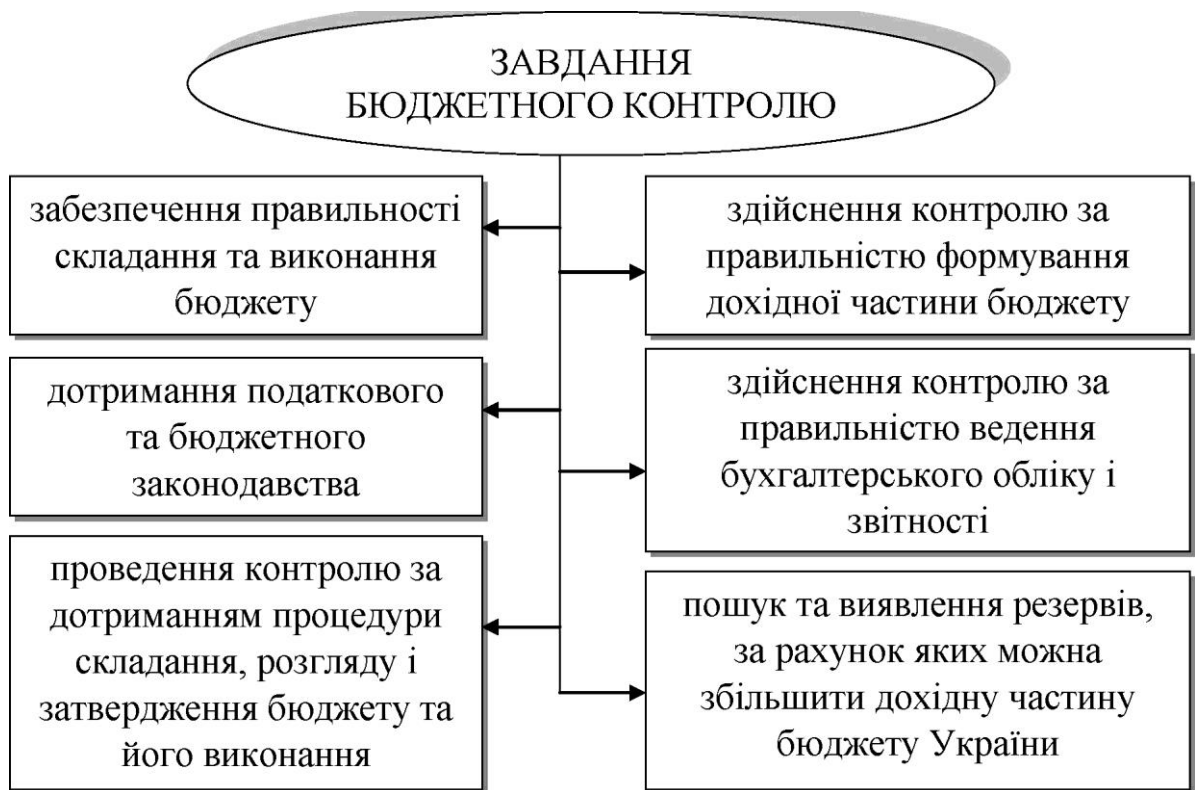 ЗАВДАННЯ
БЮДЖЕТНОГО КОНТРОЛЮ
забезпечення правильності
складання та виконання
бюджету
здійснення контролю за
правильністю формування
дохідної частини бюджету
дотримання податкового
та бюджетного
законодавства
здійснення контролю за
правильністю ведення
бухгалтерського обліку і
звітності
проведення контролю за
дотриманням процедури
складання, розгляду і
затвердження бюджету та
його виконання
пошук та виявлення резервів,
за рахунок яких можна
збільшити дохідну частину
бюджету України